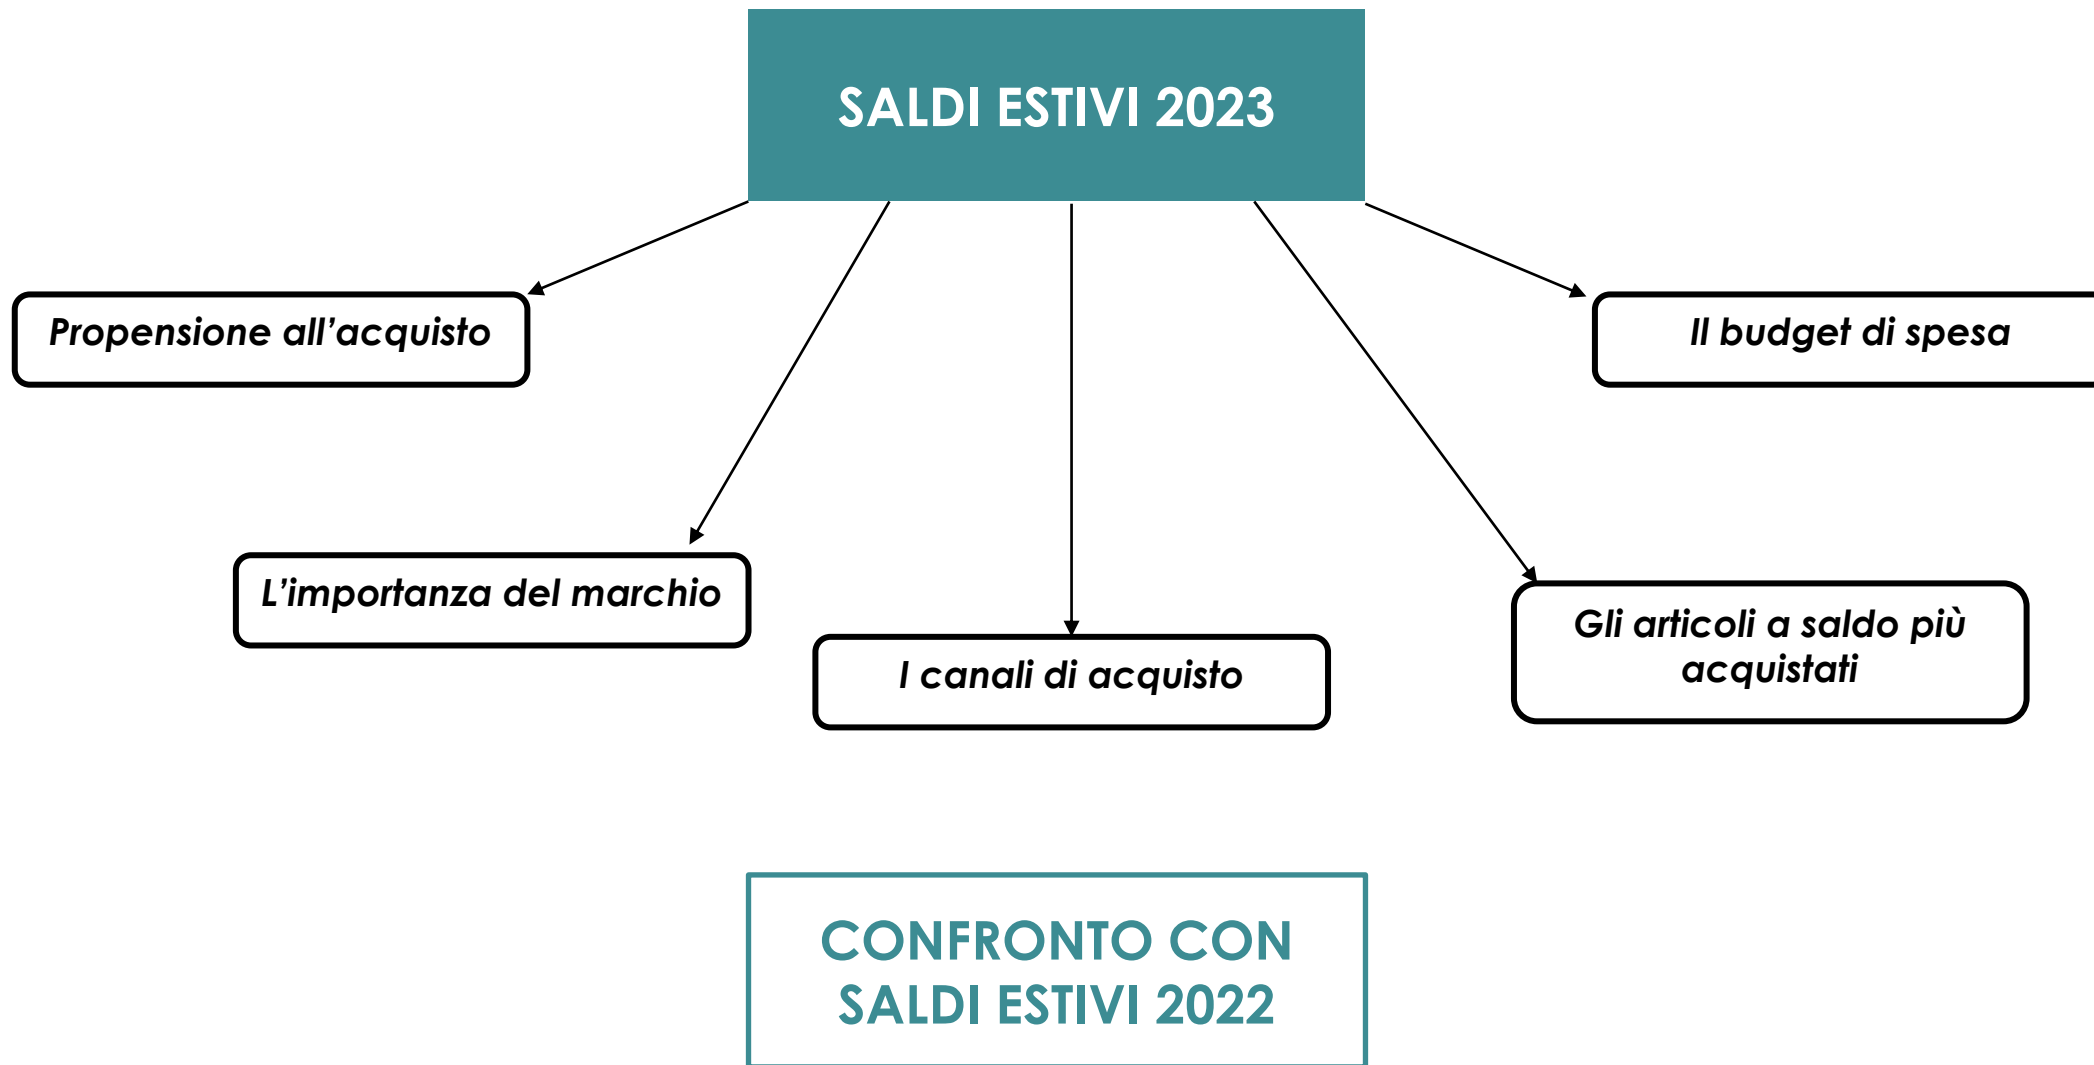 SALDI ESTIVI 2023
Propensione all’acquisto
Il budget di spesa
L’importanza del marchio
I canali di acquisto
Gli articoli a saldo più
acquistati
CONFRONTO CON
SALDI ESTIVI 2022